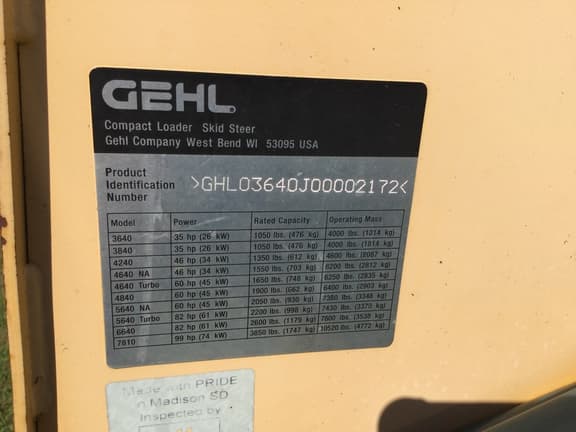 GEHL
Compact Loader Skid Steer
Gehl Company West Bend WI 53095 USA
Product
Identification
Number
>GHL03640J00002172<
Model Power Rated Capacity Operating Mass
3640 35 hp (26 kW) 1050 lbs. (476 kg) 4000 lbs. (1814 kg)
3840 35 hp (26 kW) 1050 lbs. (476 kg) 4000 lbs. (1814 kg)
4240 46 hp (34 kW) 1350 lbs. (612 kg) 4600 lbs. (2087 kg)
4640 NA 46 hp (34 kW) 1550 lbs. (703 kg) 6200 lbs. (2812 kg)
4640 Turbo 60 hp (45 kW) 1650 lbs. (748 kg) 6250 lbs. (2835 kg)
4840 60 hp (45 kW) 1900 lbs. (862 kg) 6400 lbs. (2903 kg)
5640 NA 60 hp (45 kW) 2050 lbs. (930 kg) 7380 lbs. (3348 kg)
5640 Turbo 82 hp (61 kW) 2200 lbs. (998 kg) 7430 lbs. (3370 kg)
6640 82 hp (61 kW) 2600 lbs. (1179 kg) 7800 lbs. (3538 kg)
7810 99 hp (74 kW) 3850 lbs. (1747 kg) 10520 lbs. (4772 kg)
Made with PRIDE
in Madison SD
Inspected by